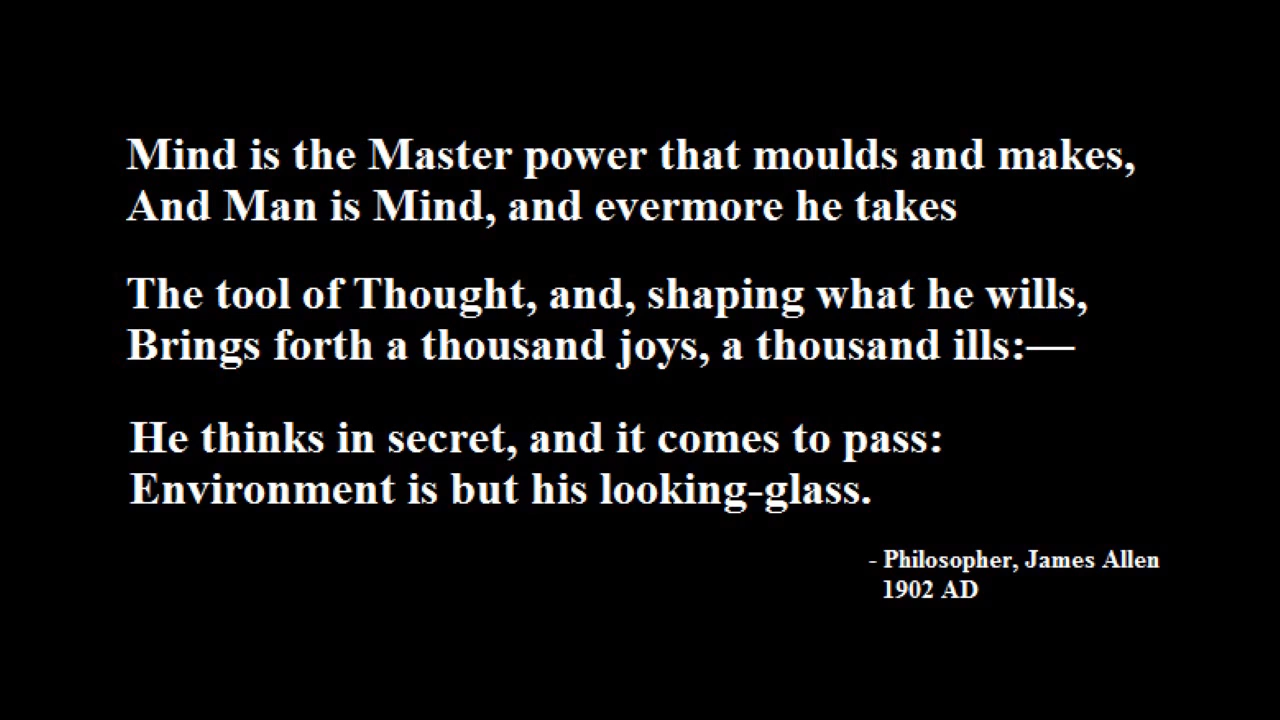 Mind is the Master power that moulds and makes,
And Man is Mind, and evermore he takes
The tool of Thought, and, shaping what he wills,
Brings forth a thousand joys, a thousand ills:—
He thinks in secret, and it comes to pass:
Environment is but his looking-glass.
- Philosopher, James Allen
1902 AD